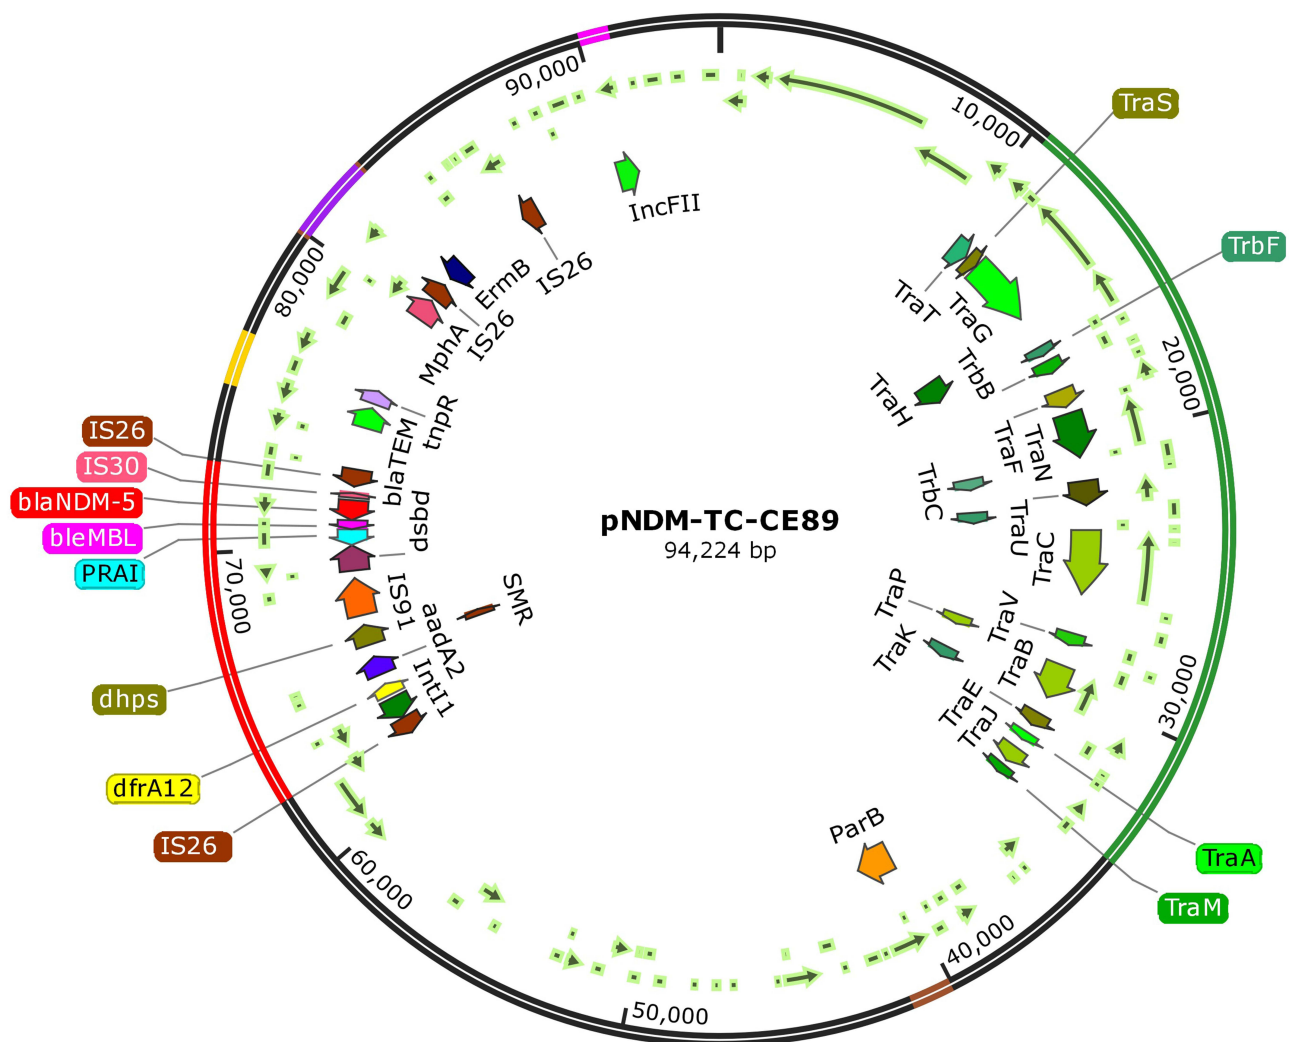 90,000
10,000
TraS
IncFII
IS26
TraT
TraG
TrbF
80,000
ErmB
IS26
MphA
TrbB
TraH
20,000
tnpR
blaTEM
TraF
TraN
IS26
IS30
blaNDM-5
bleMBL
PRAI
dsbd
TrbC
TraU
TraC
pNDM-TC-CE89
94,224 bp
70,000
IS91
aadA2
SMR
IntI1
TraP
TraK
TraV
TraB
30,000
dhps
TraE
TraJ
dfrA12
IS26
ParB
TraA
TraM
60,000
40,000
50,000